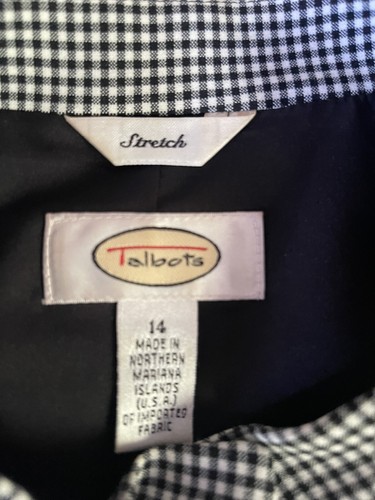 Stretch
Talbots
14
MADE IN
NORTHERN
MARIANA
ISLANDS
(U.S.A.)
OF IMPORTED
FABRIC